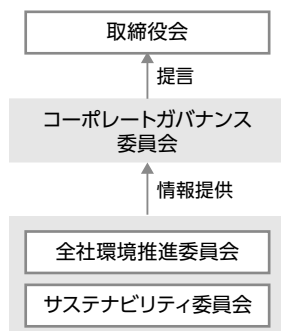 取締役会
提言
コーポレートガバナンス
委員会
情報提供
全社環境推進委員会
サステナビリティ委員会